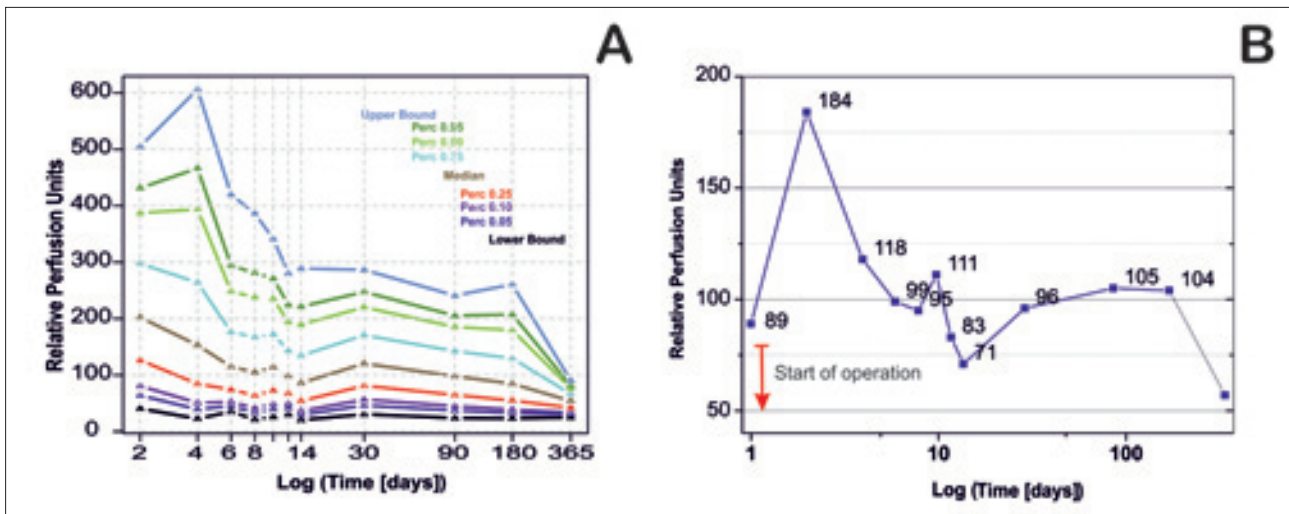 A
Relative Perfusion Units
600
500
400
300
200
100
0
Upper Bound
Perc 0.95
Perc 0.90
Perc 0.75
Median
Perc 0.25
Perc 0.10
Perc 0.05
Lower Bound
2 4 6 8 14 30 90 180 365
Log (Time [days])
B
Relative Perfusion Units
200
150
100
50
184
118
111
105
104
99
95
96
89
83
71
Start of operation
1 10 100
Log (Time [days])